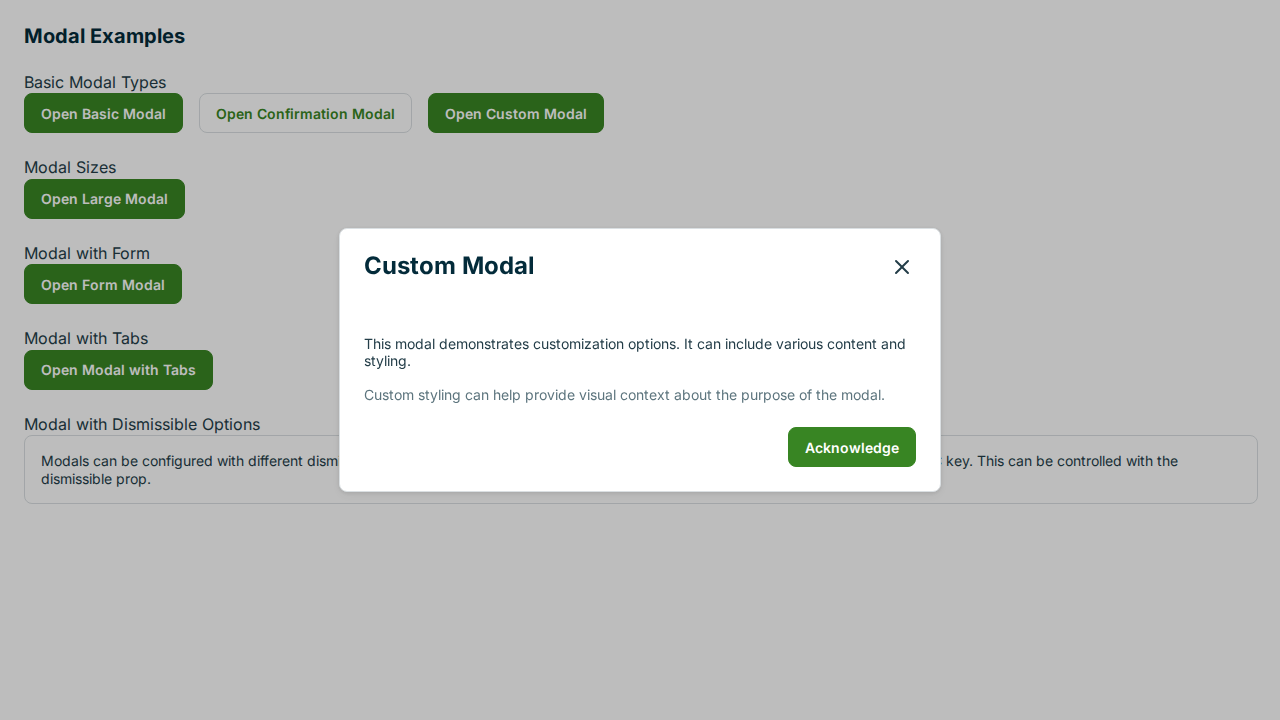 Modal Examples
Basic Modal Types
Open Basic Modal
Open Confirmation Modal
Open Custom Modal
Modal Sizes
Open Large Modal
Modal with Form
Open Form Modal
Modal with Tabs
Open Modal with Tabs
Modal with Dismissible Options
Modals can be configured with different
key. This can be controlled with the
dismissible prop.
Custom Modal
This modal demonstrates customization options. It can include various content and
styling.
Custom styling can help provide visual context about the purpose of the modal.
Acknowledge